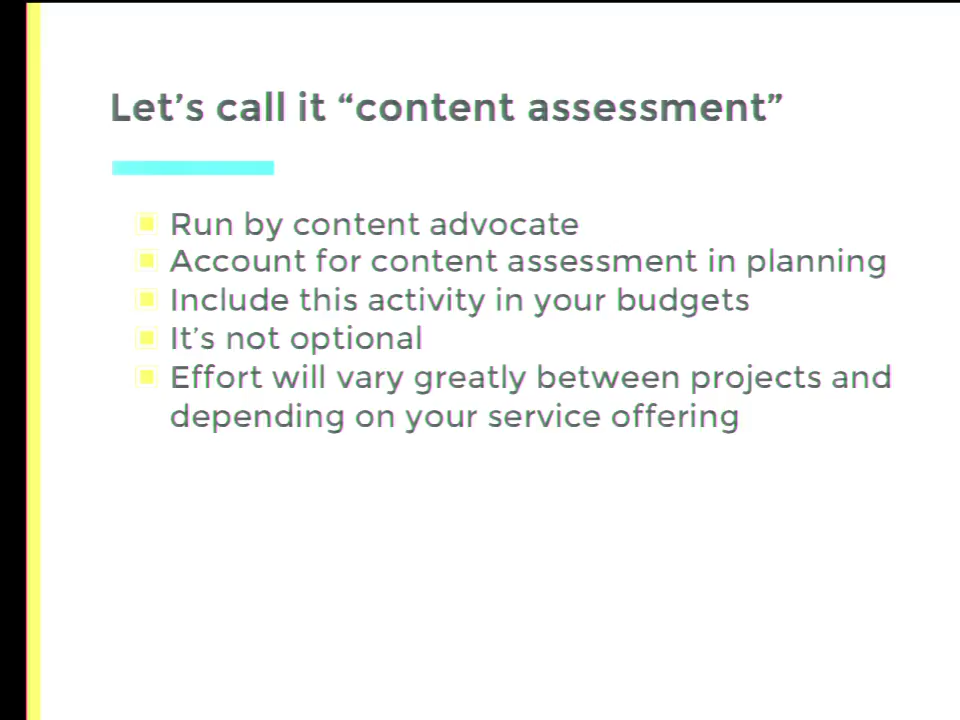 Let’s call it “content assessment”
Run by content advocate
Account for content assessment in planning
Include this activity in your budgets
It’s not optional
Effort will vary greatly between projects and
depending on your service offering